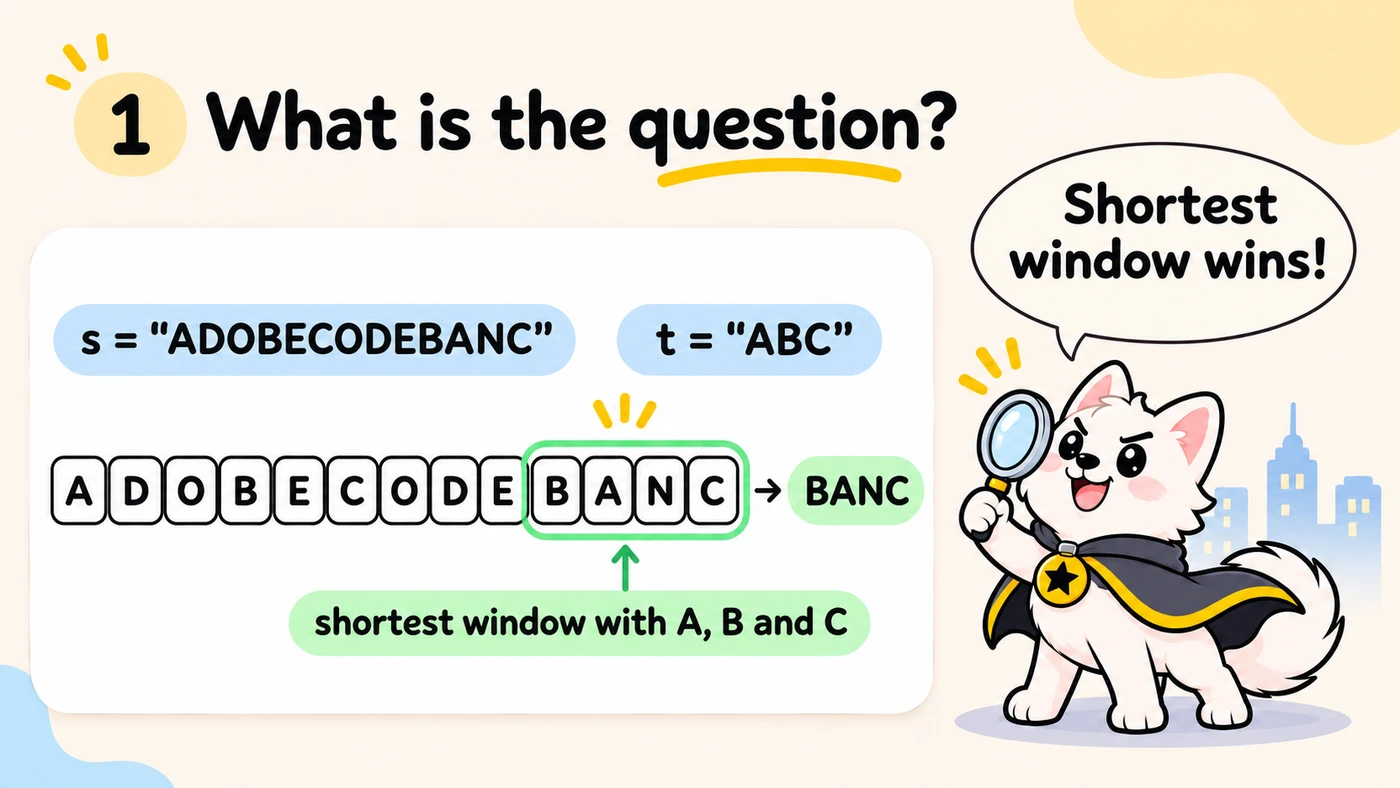 1 What is the question?
Shortest
window wins!
s = “ADOBECODEBANC” t = “ABC”
A D O B E C O D E B A N C → BANC
shortest window with A, B and C